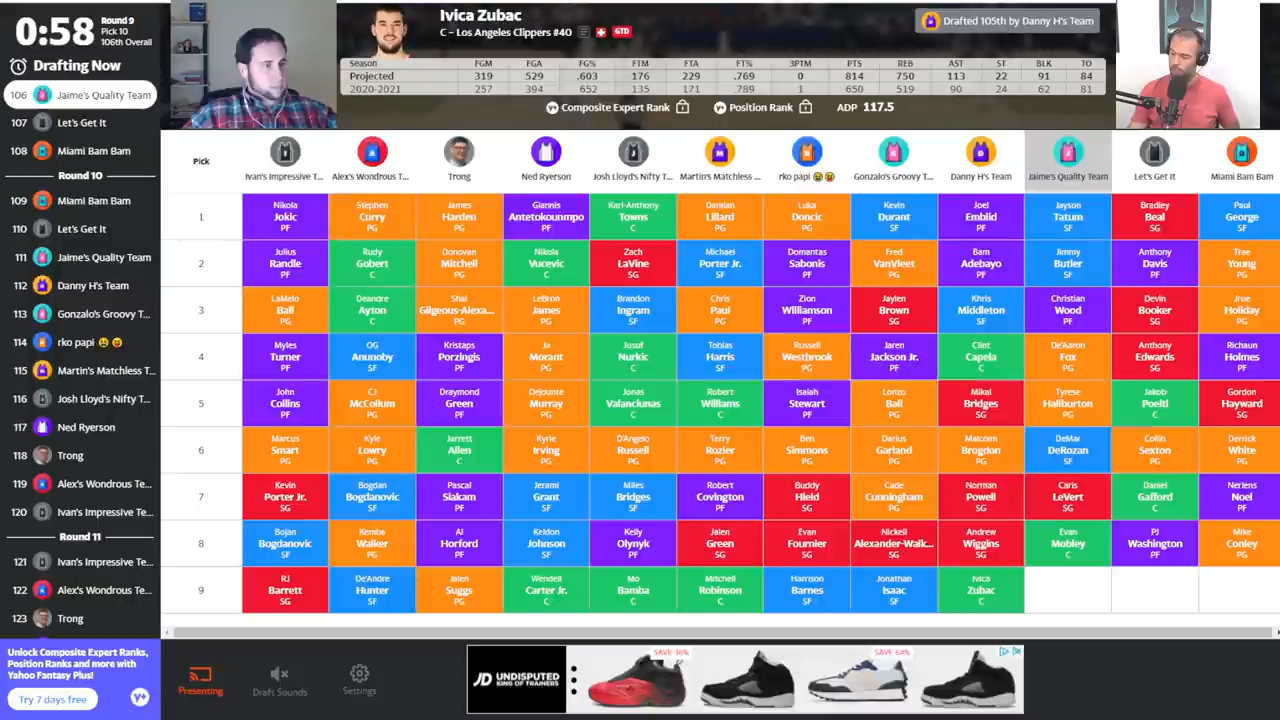 0:58
Round 9
Pick 10
106th Overall
Drafting Now
106 Jaime's Quality Team
107 Let's Get It
108 Miami Bam Bam
Round 10
109 Miami Bam Bam
Let's Get It
111 Jaime's Quality Team
112 Danny H's Team
113 Gonzalo's Groovy T...
114 rko papi 😢 😝
115 Martin's Matchless T...
116 Josh Lloyd's Nifty T...
117 Ned Ryerson
118 Trong
119 Alex's Wondrous Te...
120 Ivan's Impressive Te...
Round 11
121 Ivan's Impressive Te...
122 Alex's Wondrous Te...
123 Trong
Unlock Composite Expert Ranks,
Position Ranks and more with
Yahoo Fantasy Plus!
Try 7 days free
Y+
Ivica Zubac
C – Los Angeles Clippers #40 GTD
Drafted 105th by Danny H's Team
Season FGM FGA FG% FTM FTA FT% 3PTM PTS REB AST ST BLK TO
Projected 319 529 .603 176 229 .769 0 814 750 113 22 91 84
2020-2021 257 394 .652 135 171 .789 1 650 519 90 24 62 81
Y+ Composite Expert Rank Y+ Position Rank ADP 117.5
Pick Ivan's Impressive T... Alex's Wondrous T... Trong Ned Ryerson Josh Lloyd's Nifty T... Martin's Matchless ... rko papi 😢😝 Gonzalo's Groovy T... Danny H's Team Jaime's Quality Team Let's Get It Miami Bam Bam
Nikola Stephen James Giannis Karl-Anthony Damian Luka Kevin Joel Jayson Bradley Paul
1 Jokic Curry Harden Antetokounmpo Towns Lillard Doncic Durant Embiid Tatum Beal George
PF PG PG PF C PG PG SF PF SF SG SF
Julius Rudy Donovan Nikola Zach Michael Domantas Fred Bam Jimmy Anthony Trae
2 Randle Gobert Mitchell Vucevic LaVine Porter Jr. Sabonis VanVleet Adebayo Butler Davis Young
PF C PG C SG SF PF PG PF SF PF PG
LaMelo Deandre Shai LeBron Brandon Chris Zion Jaylen Khris Christian Devin Jrue
3 Ball Ayton Gilgeous-Alexa... James Ingram Paul Williamson Brown Middleton Wood Booker Holiday
PG C PG PG SF PG PF SG SF PF SG PG
Myles OG Kristaps Ja Jusuf Tobias Russell Jaren Clint De'Aaron Anthony Richaun
4 Turner Anunoby Porzingis Morant Nurkic Harris Westbrook Jackson Jr. Capela Fox Edwards Holmes
PF SF PF PG C SF PG PF C PG SG PF
John CJ Draymond Dejounte Jonas Robert Isaiah Lonzo Mikal Tyrese Jakob Gordon
5 Collins McCollum Green Murray Valanciunas Williams Stewart Ball Bridges Haliburton Poeltl Hayward
PF PG PF PG C C PF PG SG PG C SG
Marcus Kyle Jarrett Kyrie D'Angelo Terry Ben Darius Malcolm DeMar Collin Derrick
6 Smart Lowry Allen Irving Russell Rozier Simmons Garland Brogdon DeRozan Sexton White
PG PG C PG PG PG PG PG PG SF PG PG
Kevin Bogdan Pascal Jerami Miles Robert Buddy Cade Norman Caris Daniel Nerlens
7 Porter Jr. Bogdanovic Siakam Grant Bridges Covington Hield Cunningham Powell LeVert Gafford Noel
SG SF PF SF SF PF SG PG SG SG C PF
Bojan Kemba Al Keldon Kelly Jalen Evan Nickeil Andrew Evan PJ Mike
8 Bogdanovic Walker Horford Johnson Olynyk Green Fournier Alexander-Walk... Wiggins Mobley Washington Conley
SF PG PF SF PF SG SG SG SG C PF PG
RJ De'Andre Jalen Wendell Mo Mitchell Harrison Jonathan Ivica
9 Barrett Hunter Suggs Carter Jr. Bamba Robinson Barnes Isaac Zubac
SG SF PG C C C SF SF C
Presenting
Draft Sounds
Settings
JD UNDISPUTED
KING OF TRAINERS
SAVE 36%
SAVE 64%